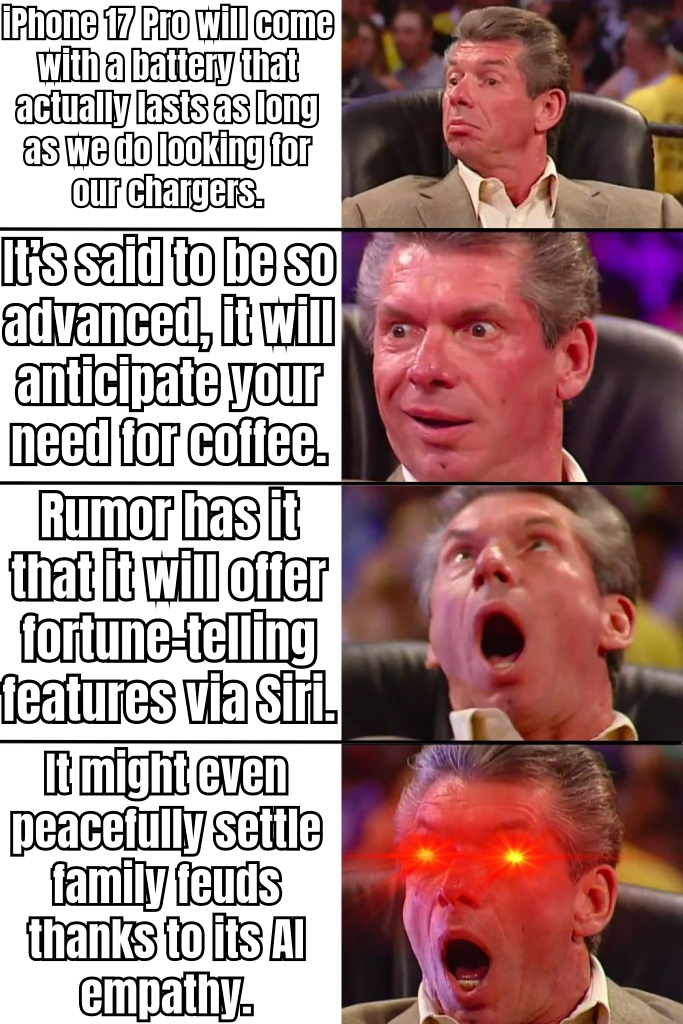 iPhone 17 Pro will come
with a battery that
actually lasts as long
as we do looking for
our chargers.
It's said to be so
advanced, it will
anticipate your
need for coffee.
Rumor has it
that it will offer
fortune-telling
features via Siri.
It might even
peacefully settle
family feuds
thanks to its AI
empathy.